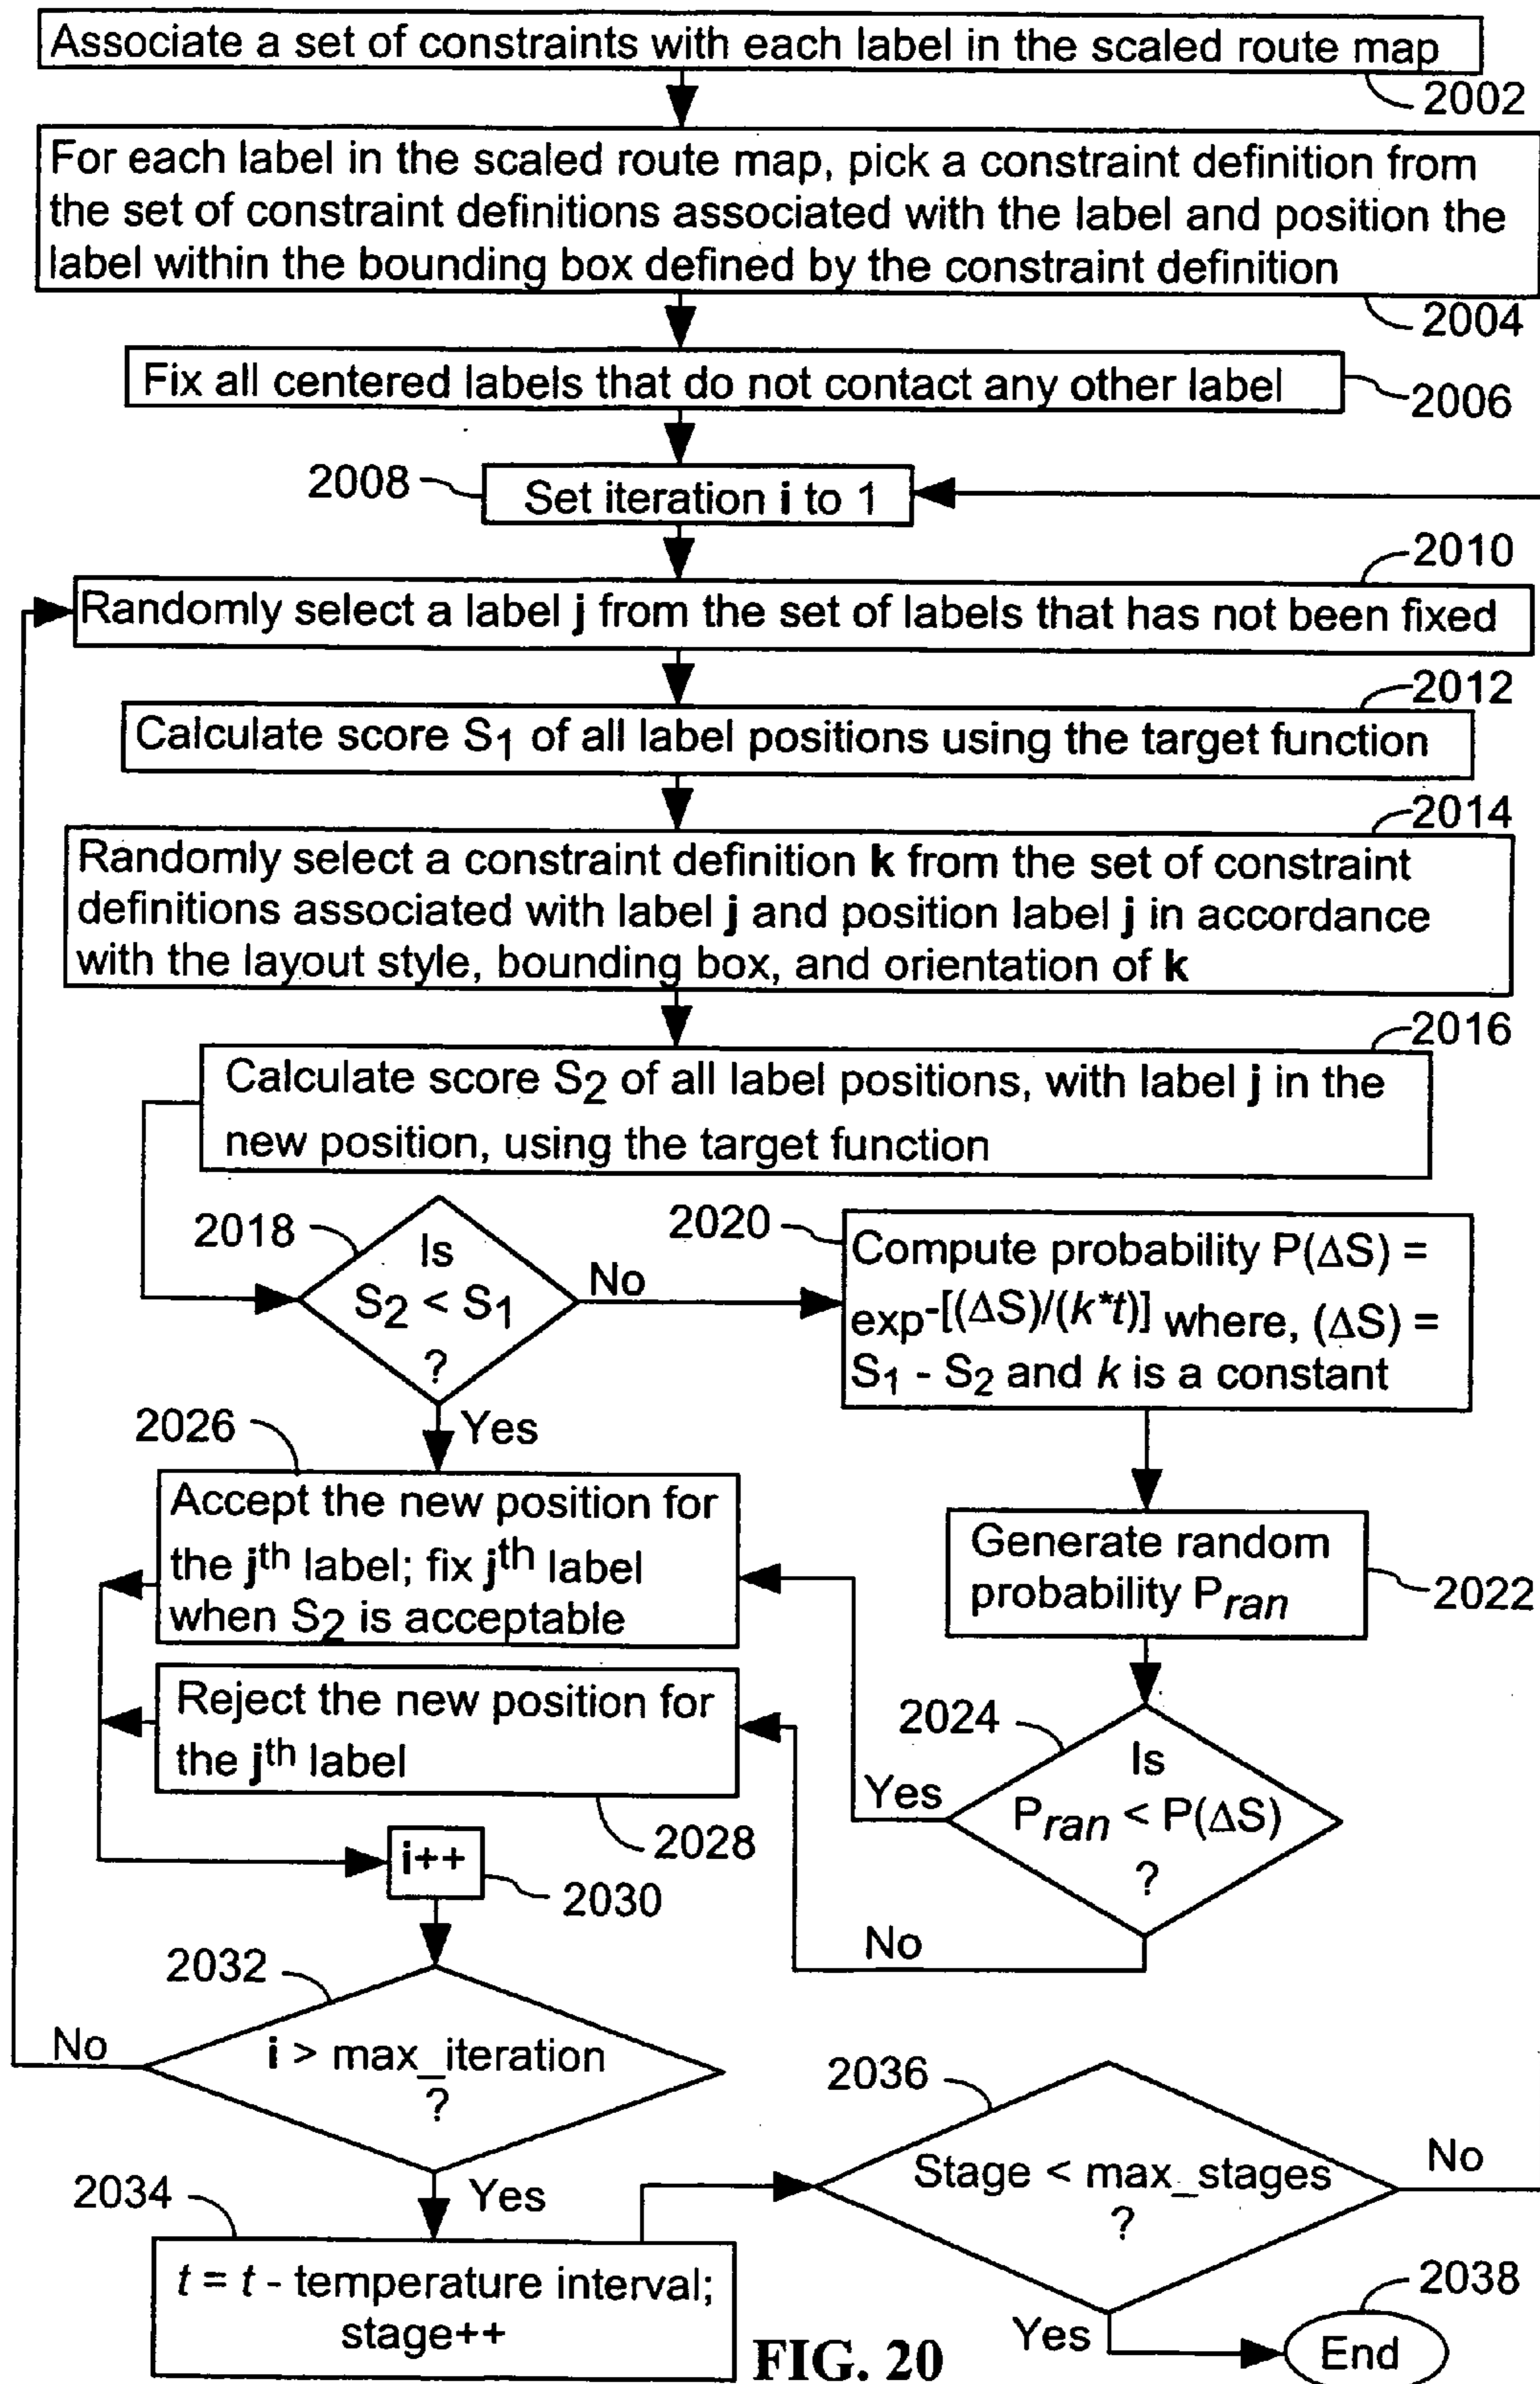 Associate a set of constraints with each label in the scaled route map
2002
For each label in the scaled route map, pick a constraint definition from
the set of constraint definitions associated with the label and position the
label within the bounding box defined by the constraint definition
2004
Fix all centered labels that do not contact any other label
2006
2008
Set iteration i to 1
2010
Randomly select a label j from the set of labels that has not been fixed
2012
Calculate score S1 of all label positions using the target function
2014
Randomly select a constraint definition k from the set of constraint
definitions associated with label j and position label j in accordance
with the layout style, bounding box, and orientation of k
2016
Calculate score S2 of all label positions, with label j in the
new position, using the target function
2018
Is
S2 < S1
?
No
Yes
2020
Compute probability P(ΔS) =
exp-[(ΔS)/(k*t)] where, (ΔS) =
S1 - S2 and k is a constant
2026
Accept the new position for
the jth label; fix jth label
when S2 is acceptable
Generate random
probability Pran
2022
Reject the new position for
the jth label
2028
2024
Is
Pran < P(ΔS)
?
Yes
No
i++
2030
2032
i > max_iteration
?
No
Yes
2034
t = t - temperature interval;
stage++
2036
Stage < max_stages
?
No
Yes
2038
End
FIG. 20